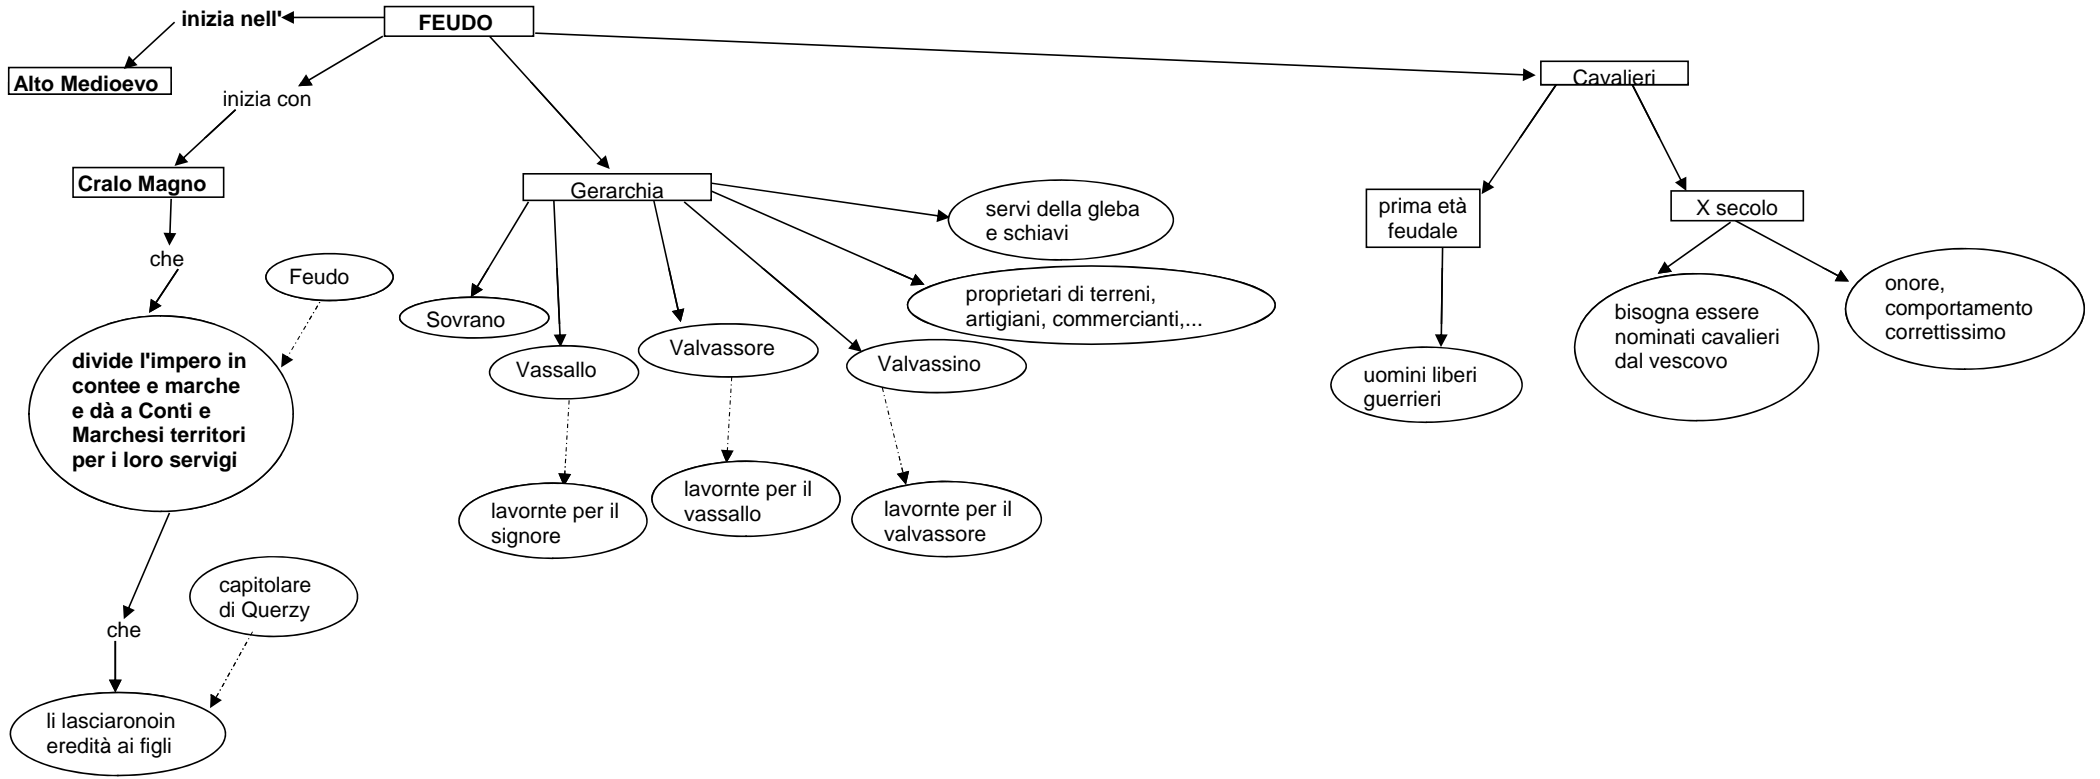 inizia nell'
FEUDO
Alto Medioevo
inizia con
Cralo Magno
che
Feudo
divide l'impero in
contee e marche
e dà a Conti e
Marchesi territori
per i loro servigi
capitolare
di Querzy
che
li lasciaronoin
eredità ai figli
Gerarchia
Sovrano
Vassallo
lavornte per il
signore
Valvassore
lavornte per il
vassallo
Valvassino
lavornte per il
valvassore
proprietari di terreni,
artigiani, commercianti,...
servi della gleba
e schiavi
Cavalieri
prima età
feudale
uomini liberi
guerrieri
X secolo
bisogna essere
nominati cavalieri
dal vescovo
onore,
comportamento
correttissimo